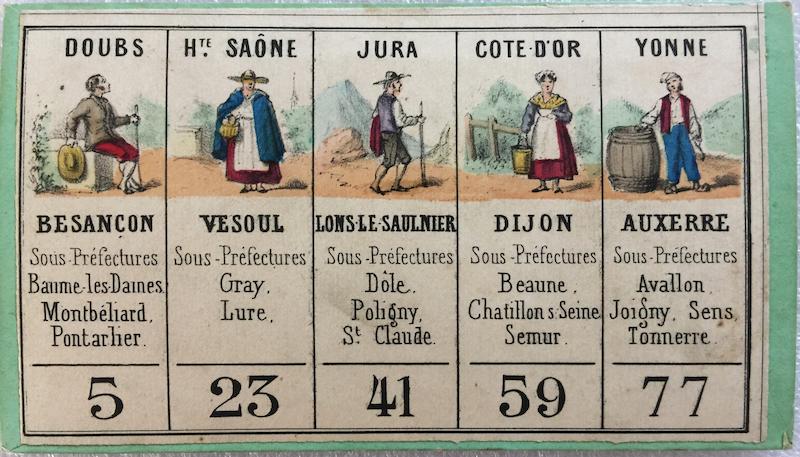 DOUBS
BESANÇON
Sous-Préfectures
Baume-les-Dames.
Montbéliard,
Pontarlier.
5
HTE. SAÔNE
VESOUL
Sous-Préfectures
Gray,
Lure,
23
JURA
LONS-LE-SAULNIER
Sous-Préfectures
Dôle,
Poligny,
St. Claude.
41
COTE-D'OR
DIJON
Sous-Préfectures
Beaune,
Chatillon s. Seine
Semur.
59
YONNE
AUXERRE
Sous-Préfectures
Avallon,
Joigny, Sens,
Tonnerre.
77